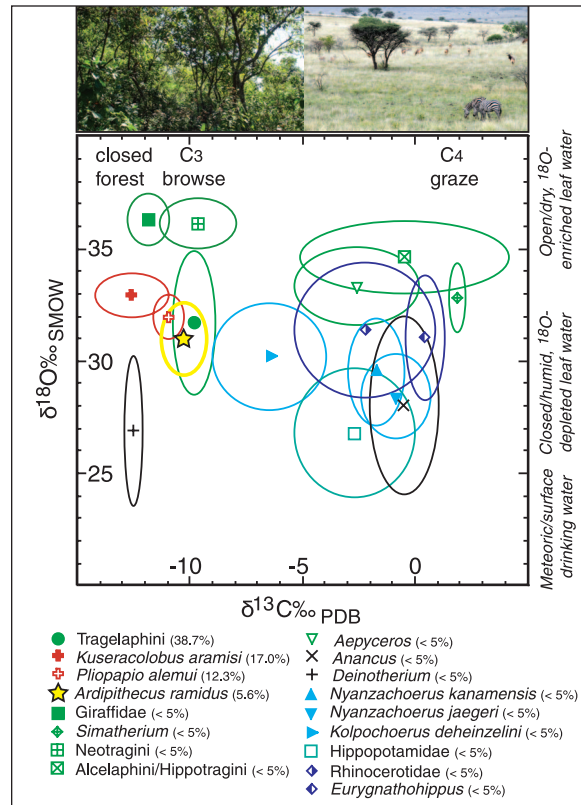 closed C3 C4
forest browse graze
35
30
25
-10 -5 0
δ18O‰ SMOW
δ13C‰ PDB
Open/dry, 18O-
enriched leaf water
Closed/humid, 18O-
depleted leaf water
Meteoric/surface
drinking water
Tragelaphini (38.7%)
Kuseracolobus aramisi (17.0%)
Pliopapio alemui (12.3%)
Ardipithecus ramidus (5.6%)
Giraffidae (< 5%)
Simatherium (< 5%)
Neotragini (< 5%)
Alcelaphini/Hippotragini (< 5%)
Aepyceros (< 5%)
Anancus (< 5%)
Deinotherium (< 5%)
Nyanzachoerus kanamensis (< 5%)
Nyanzachoerus jaegeri (< 5%)
Kolpochoerus deheinzelini (< 5%)
Hippopotamidae (< 5%)
Rhinocerotidae (< 5%)
Eurygnathohippus (< 5%)